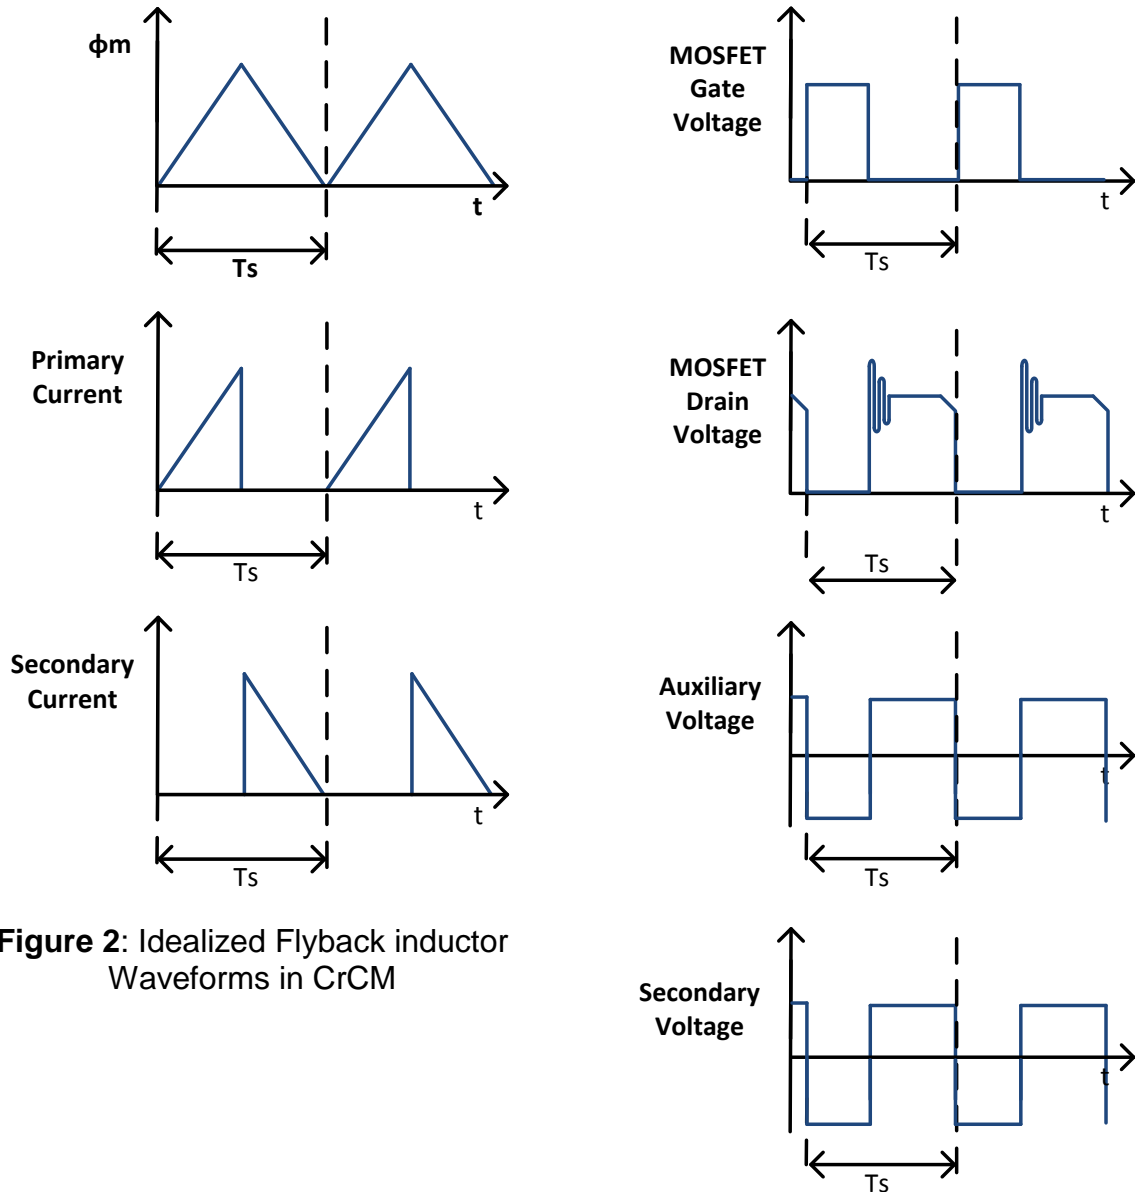 ϕm
t
Ts
Primary
Current
t
Ts
Secondary
Current
t
Ts
Figure 2: Idealized Flyback inductor
Waveforms in CrCM
MOSFET
Gate
Voltage
t
Ts
MOSFET
Drain
Voltage
t
Ts
Auxiliary
Voltage
t
Ts
Secondary
Voltage
t
Ts